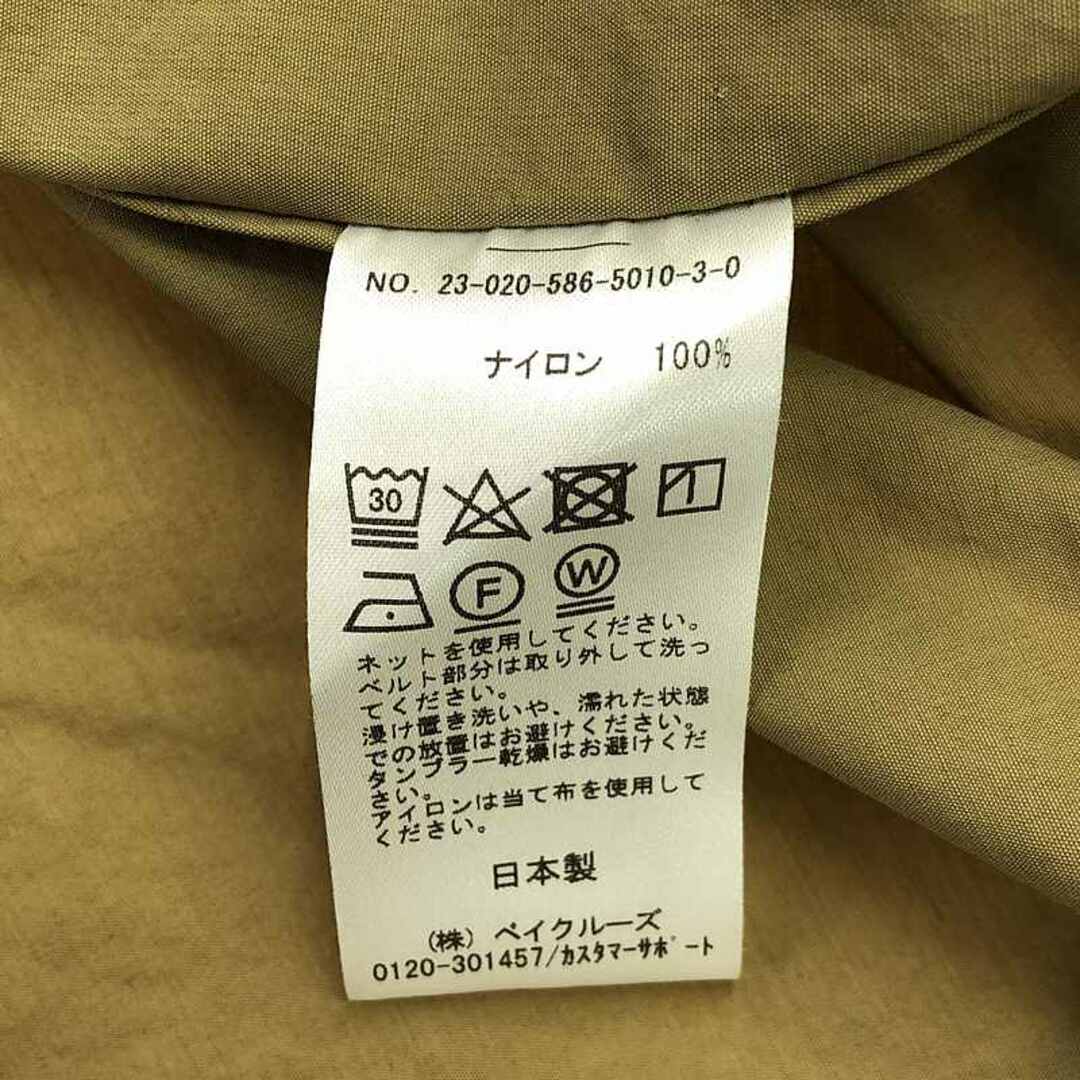 NO. 23-020-586-5010-3-0
ナイロン 100%
30
F W
ネットを使用してください。
ベルト部分は取り外して洗っ
てください。
浸け置き洗いや、濡れた状態
での放置はお避けください。
タンブラー乾燥はお避けくだ
さい。
アイロンは当て布を使用して
ください。
日本製
(株) ベイクルーズ
0120-301457/カスタマーサポート